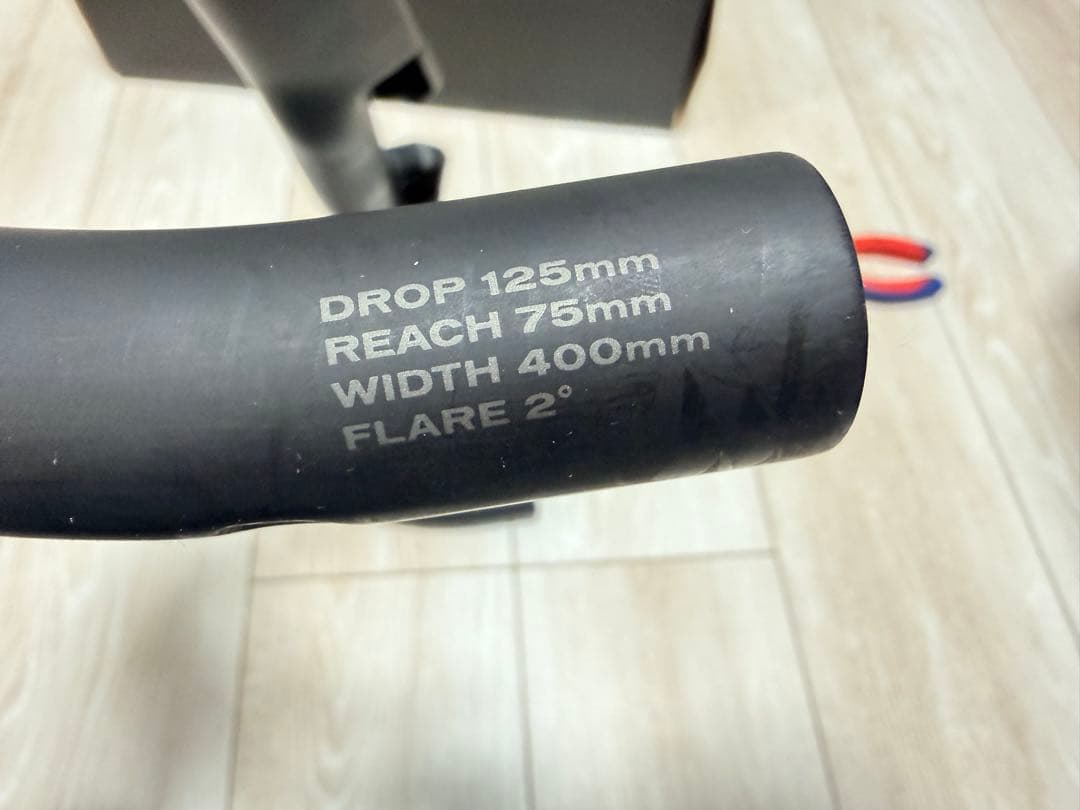 DROP 125mm
REACH 75mm
WIDTH 400mm
FLARE 2°